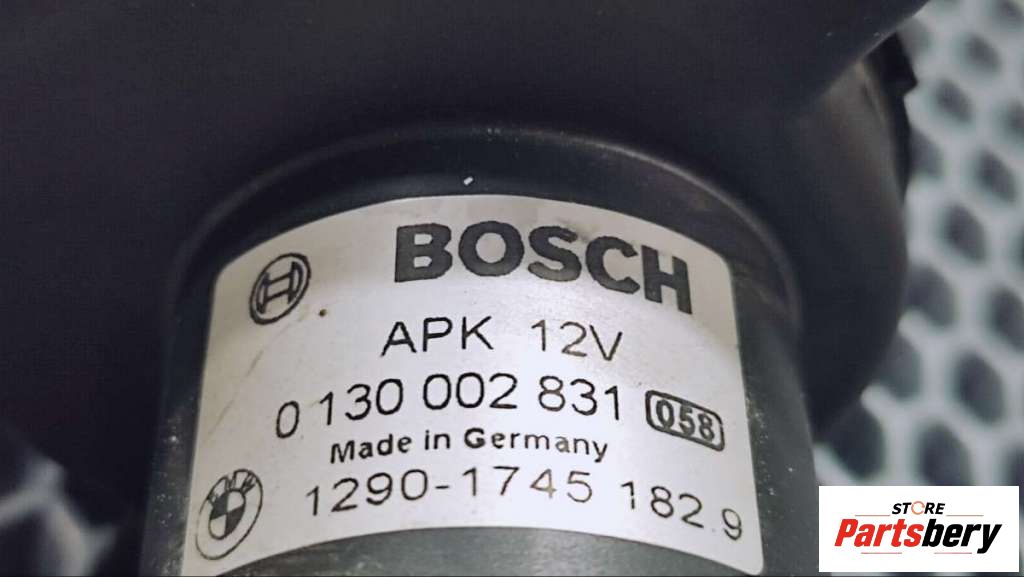 BOSCH
APK 12V
0 130 002 831 058
Made in Germany
1290-1745 182.9
STORE
Partsbery